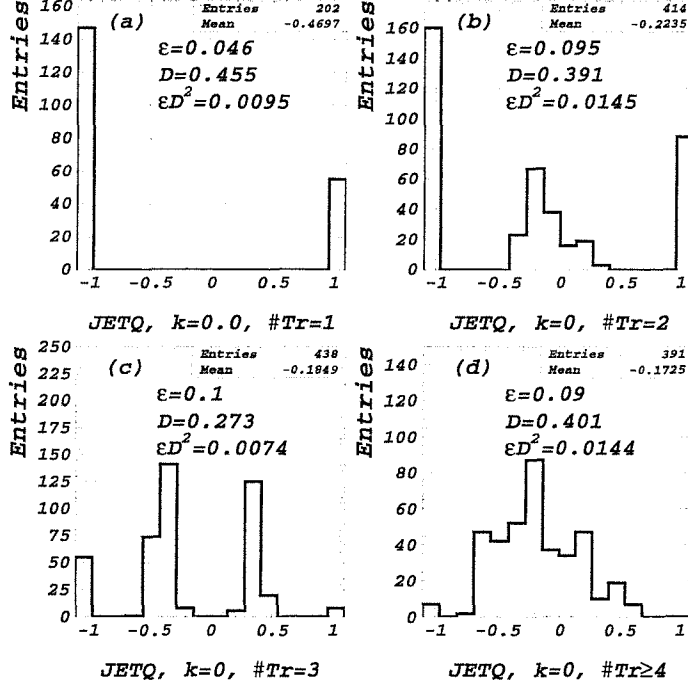 Entries 202
Mean -0.4697
(a)
ε=0.046
D=0.455
εD²=0.0095
Entries
160
140
120
100
80
60
40
20
0
-1 -0.5 0 0.5 1
JETQ, k=0.0, #Tr=1
Entries 414
Mean -0.2235
(b)
ε=0.095
D=0.391
εD²=0.0145
Entries
160
140
120
100
80
60
40
20
0
-1 -0.5 0 0.5 1
JETQ, k=0, #Tr=2
Entries 438
Mean -0.1849
(c)
ε=0.1
D=0.273
εD²=0.0074
Entries
250
225
200
175
150
125
100
75
50
25
0
-1 -0.5 0 0.5 1
JETQ, k=0, #Tr=3
Entries 391
Mean -0.1725
(d)
ε=0.09
D=0.401
εD²=0.0144
Entries
140
120
100
80
60
40
20
0
-1 -0.5 0 0.5 1
JETQ, k=0, #Tr≥4